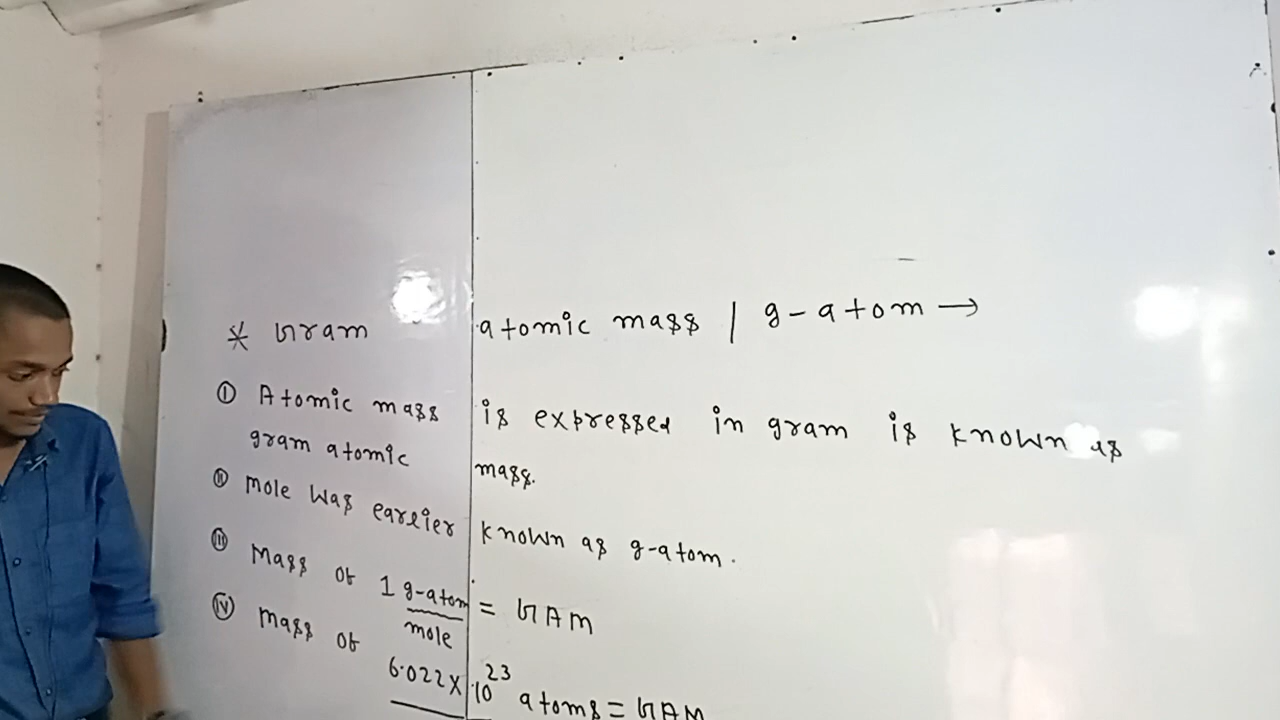 * Gram atomic mass | g-atom →
① Atomic mass is expressed in gram is known as
gram atomic mass.
② mole was earlier known as g-atom.
③ Mass of 1 g-atom = GAM
mole
④ Mass of 6.022 × 10²³ atoms = GAM